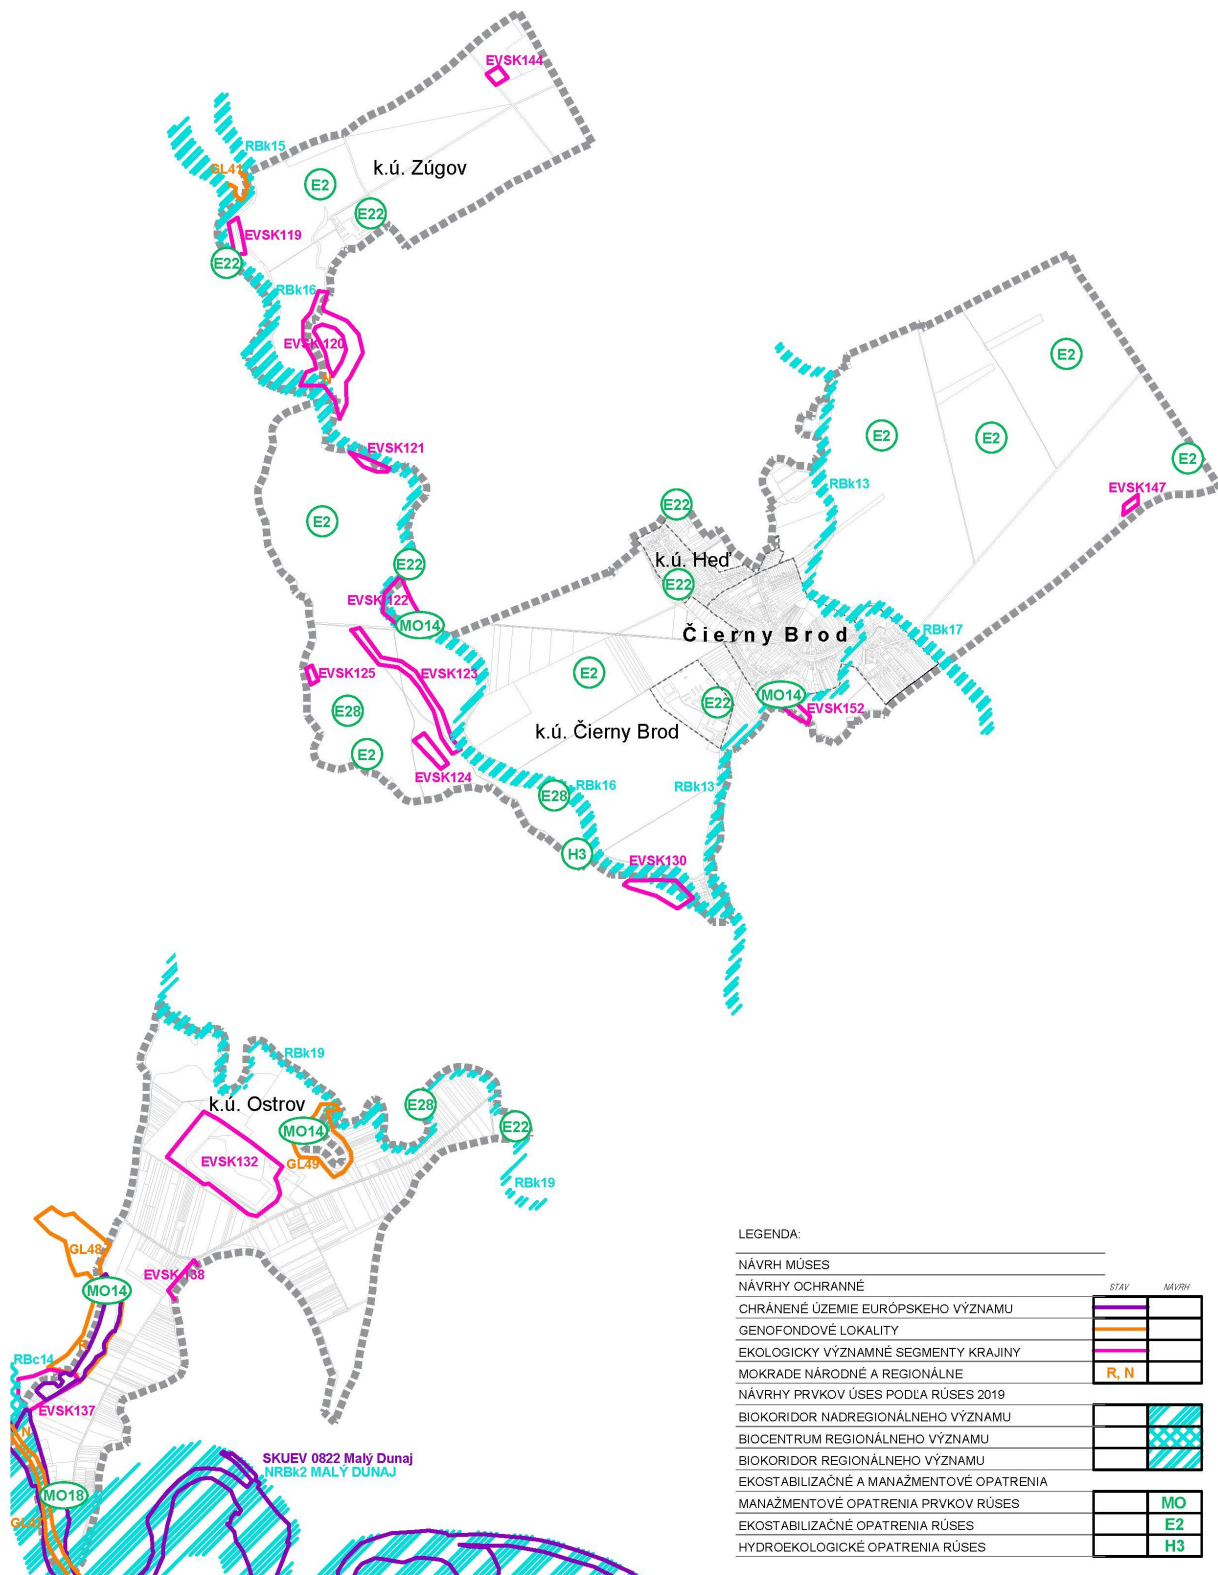 EVSK144
RBk15
GL41
k.ú. Zúgov
E2
E22
EVSK119
E22
RBk16
EVSK120
N
E2
E2
E2
E2
EVSK121
RBk13
EVSK147
E22
E2
k.ú. Heď
E22
E22
EVSK122
MO14
Čierny Brod
RBk17
EVSK125
EVSK123
E2
MO14
E22
EVSK152
E28
k.ú. Čierny Brod
E2
EVSK124
RBk16
RBk13
E28
H3
EVSK130
RBk19
k.ú. Ostrov
E28
MO14
E22
EVSK132
GL49
RBk19
GL48
EVSK138
MO14
RBc14
EVSK137
N
SKUEV 0822 Malý Dunaj
NRBk2 MALÝ DUNAJ
MO18
LEGENDA:
NÁVRH MÚSES
NÁVRHY OCHRANNÉ STAV NÁVRH
CHRÁNENÉ ÚZEMIE EURÓPSKEHO VÝZNAMU
GENOFONDOVÉ LOKALITY
EKOLOGICKY VÝZNAMNÉ SEGMENTY KRAJINY
MOKRADE NÁRODNÉ A REGIONÁLNE R, N
NÁVRHY PRVKOV ÚSES PODĽA RÚSES 2019
BIOKORIDOR NADREGIONÁLNEHO VÝZNAMU
BIOCENTRUM REGIONÁLNEHO VÝZNAMU
BIOKORIDOR REGIONÁLNEHO VÝZNAMU
EKOSTABILIZAČNÉ A MANAŽMENTOVÉ OPATRENIA
MANAŽMENTOVÉ OPATRENIA PRVKOV RÚSES MO
EKOSTABILIZAČNÉ OPATRENIA RÚSES E2
HYDROEKOLOGICKÉ OPATRENIA RÚSES H3